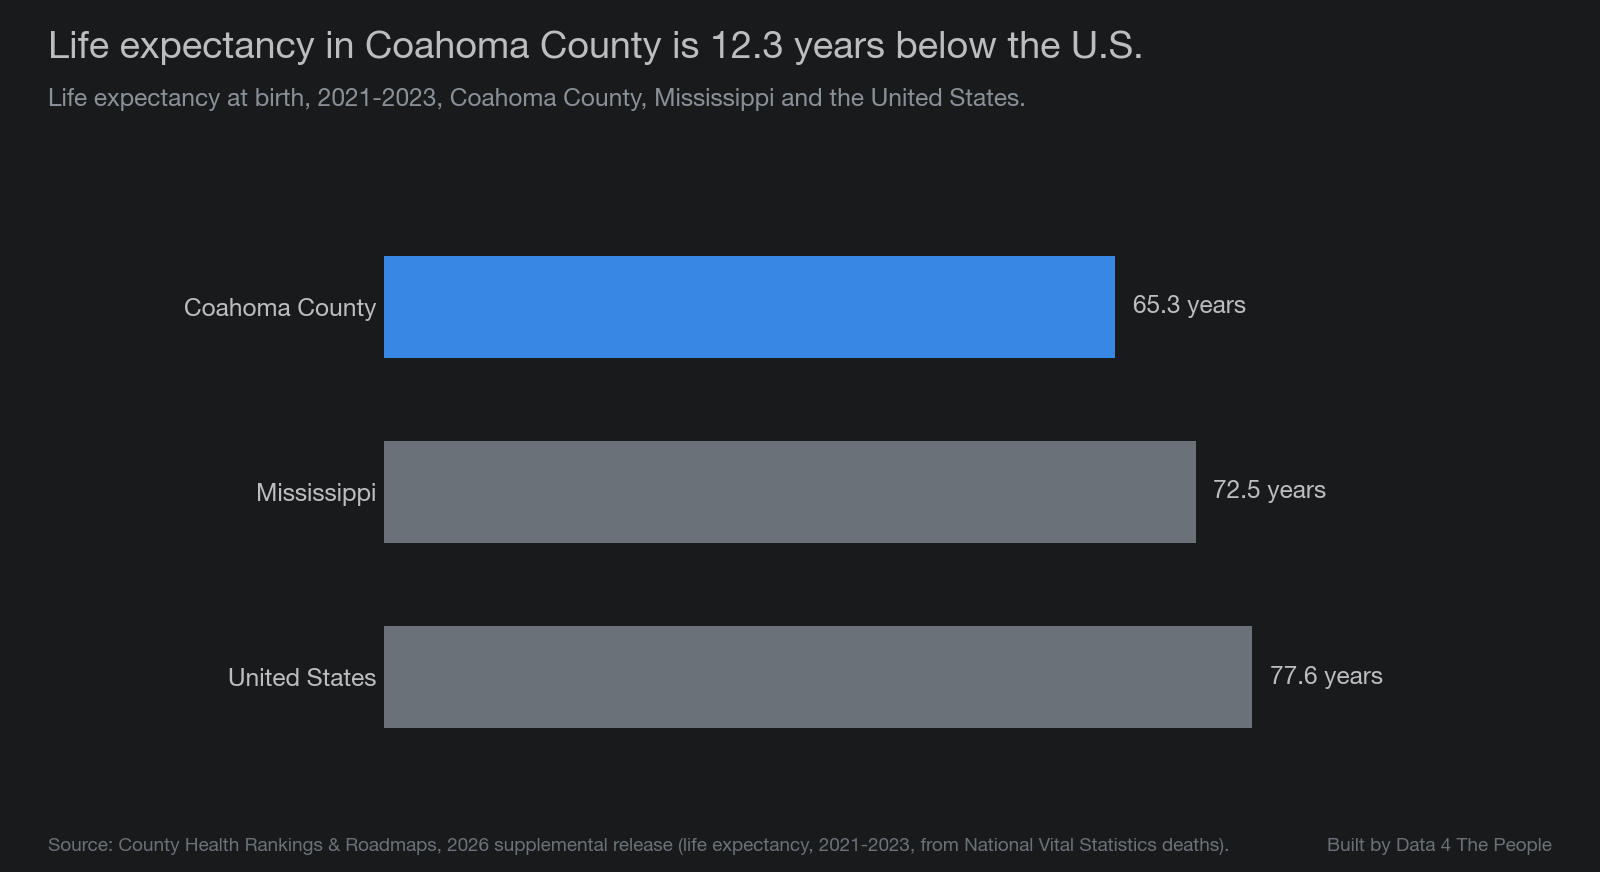 Life expectancy in Coahoma County is 12.3 years below the U.S.
Life expectancy at birth, 2021-2023, Coahoma County, Mississippi and the United States.
Coahoma County
65.3 years
Mississippi
72.5 years
United States
77.6 years
Source: County Health Rankings & Roadmaps, 2026 supplemental release (life expectancy, 2021-2023, from National Vital Statistics deaths).
Built by Data 4 The People